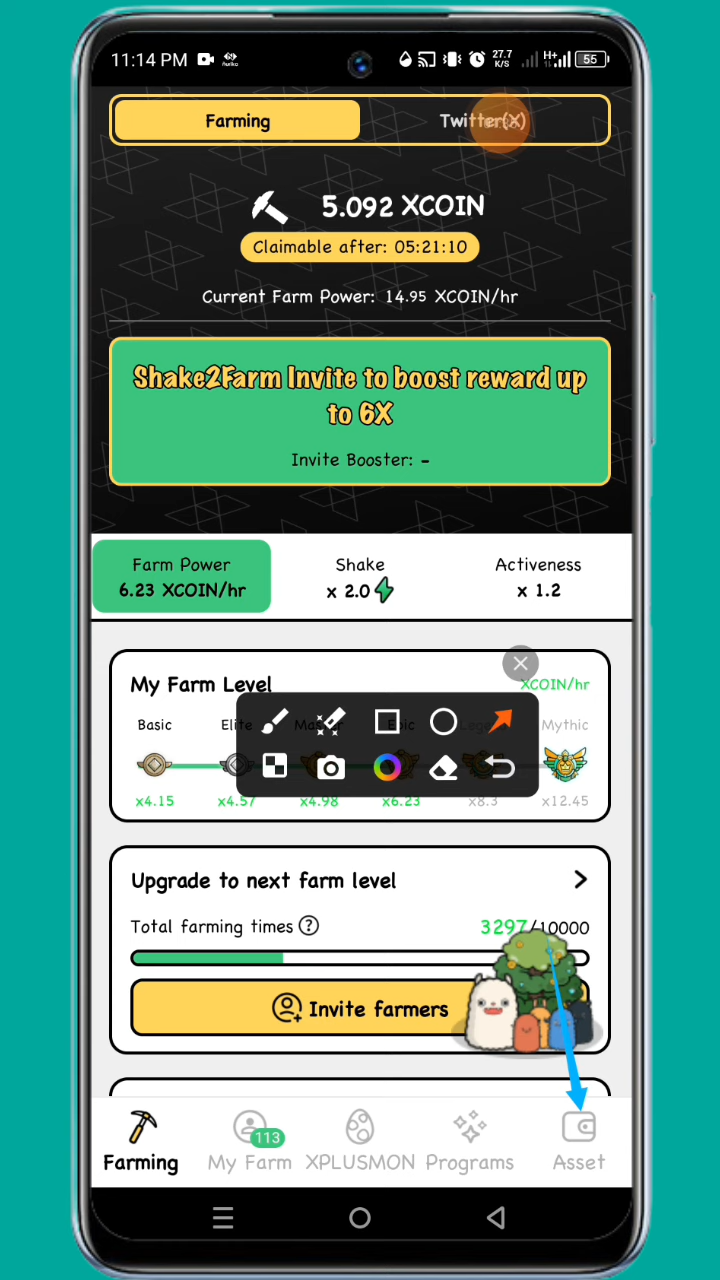 11:14 PM
27.7
K/S
H+
55
Farming
Twitter(X)
5.092 XCOIN
Claimable after: 05:21:10
Current Farm Power: 14.95 XCOIN/hr
Shake2Farm Invite to boost reward up
to 6X
Invite Booster: -
Farm Power
6.23 XCOIN/hr
Shake
x 2.0
Activeness
x 1.2
My Farm Level
XCOIN/hr
Basic
Elite
Master
Epic
Mythic
x4.15
x4.57
x4.98
x6.23
x8.3
x12.45
Upgrade to next farm level
Total farming times ?
3297/10000
Invite farmers
113
Farming
My Farm
XPLUSMON
Programs
Asset